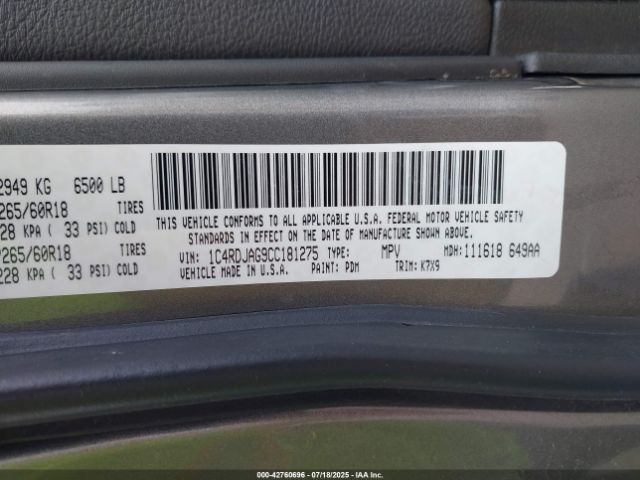 2949 KG 6500 LB
265/60R18 TIRES
228 KPA ( 33 PSI) COLD
265/60R18 TIRES
228 KPA ( 33 PSI) COLD
THIS VEHICLE CONFORMS TO ALL APPLICABLE U.S.A. FEDERAL MOTOR VEHICLE SAFETY
STANDARDS IN EFFECT ON THE DATE OF MANUFACTURE SHOWN ABOVE.
VIN: 1C4RDJAG9CC181275 TYPE: MPV MDH: 111618 649AA
VEHICLE MADE IN U.S.A. PAINT: PDM TRIM: K7X9
000-42760696 - 07/18/2025 - IAA Inc.